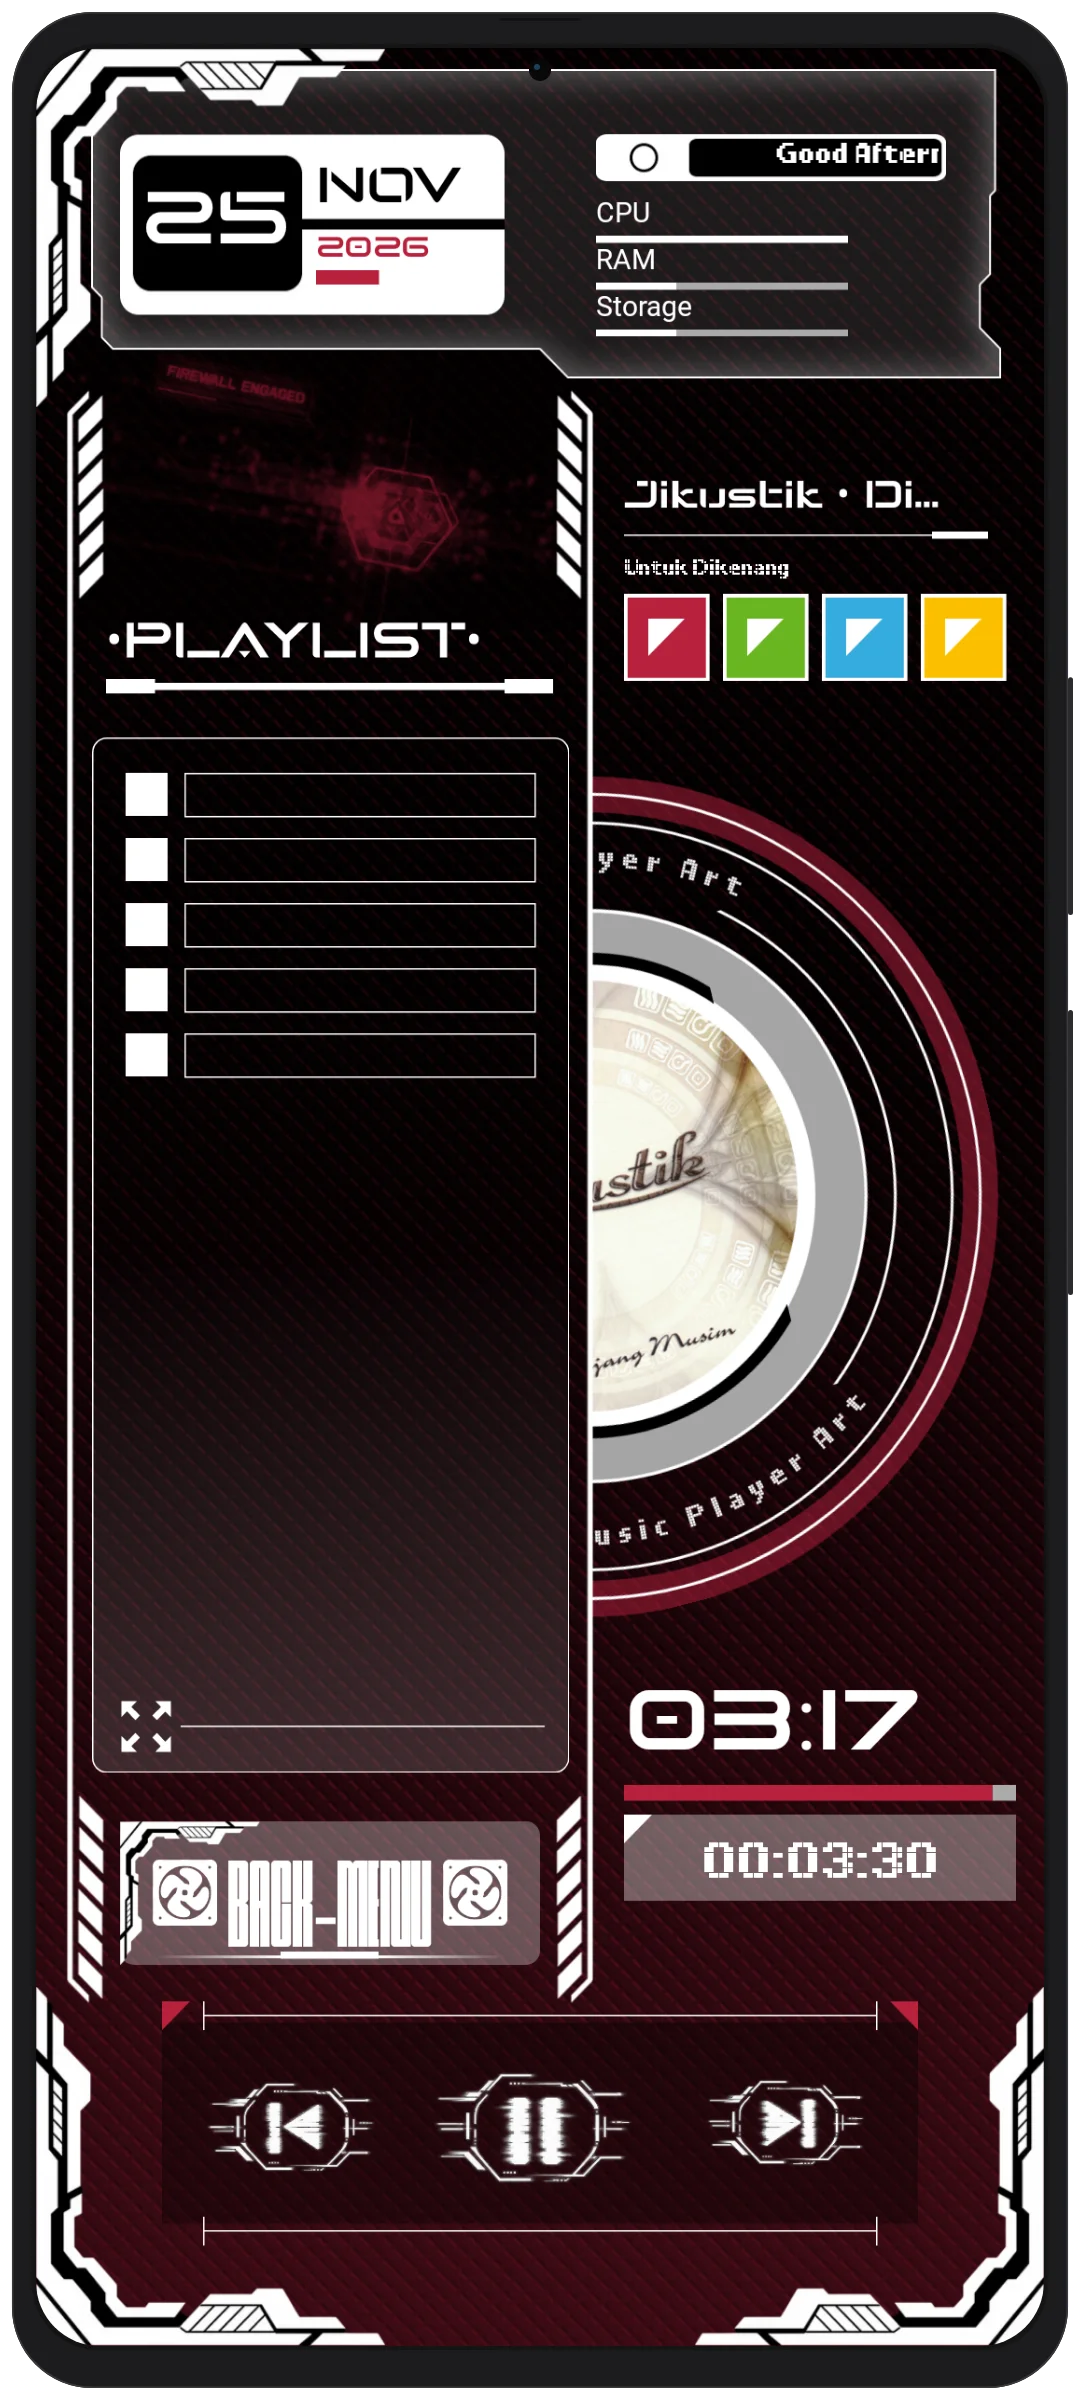 25
NOV
2026
Good Aftern
CPU
RAM
Storage
FIREWALL ENGAGED
Jikustik • Di...
Untuk Dikenang
•PLAYLIST•
yer Art
ustik
jang Musim
usic Player Art
03:17
00:03:30
BACK_MENU